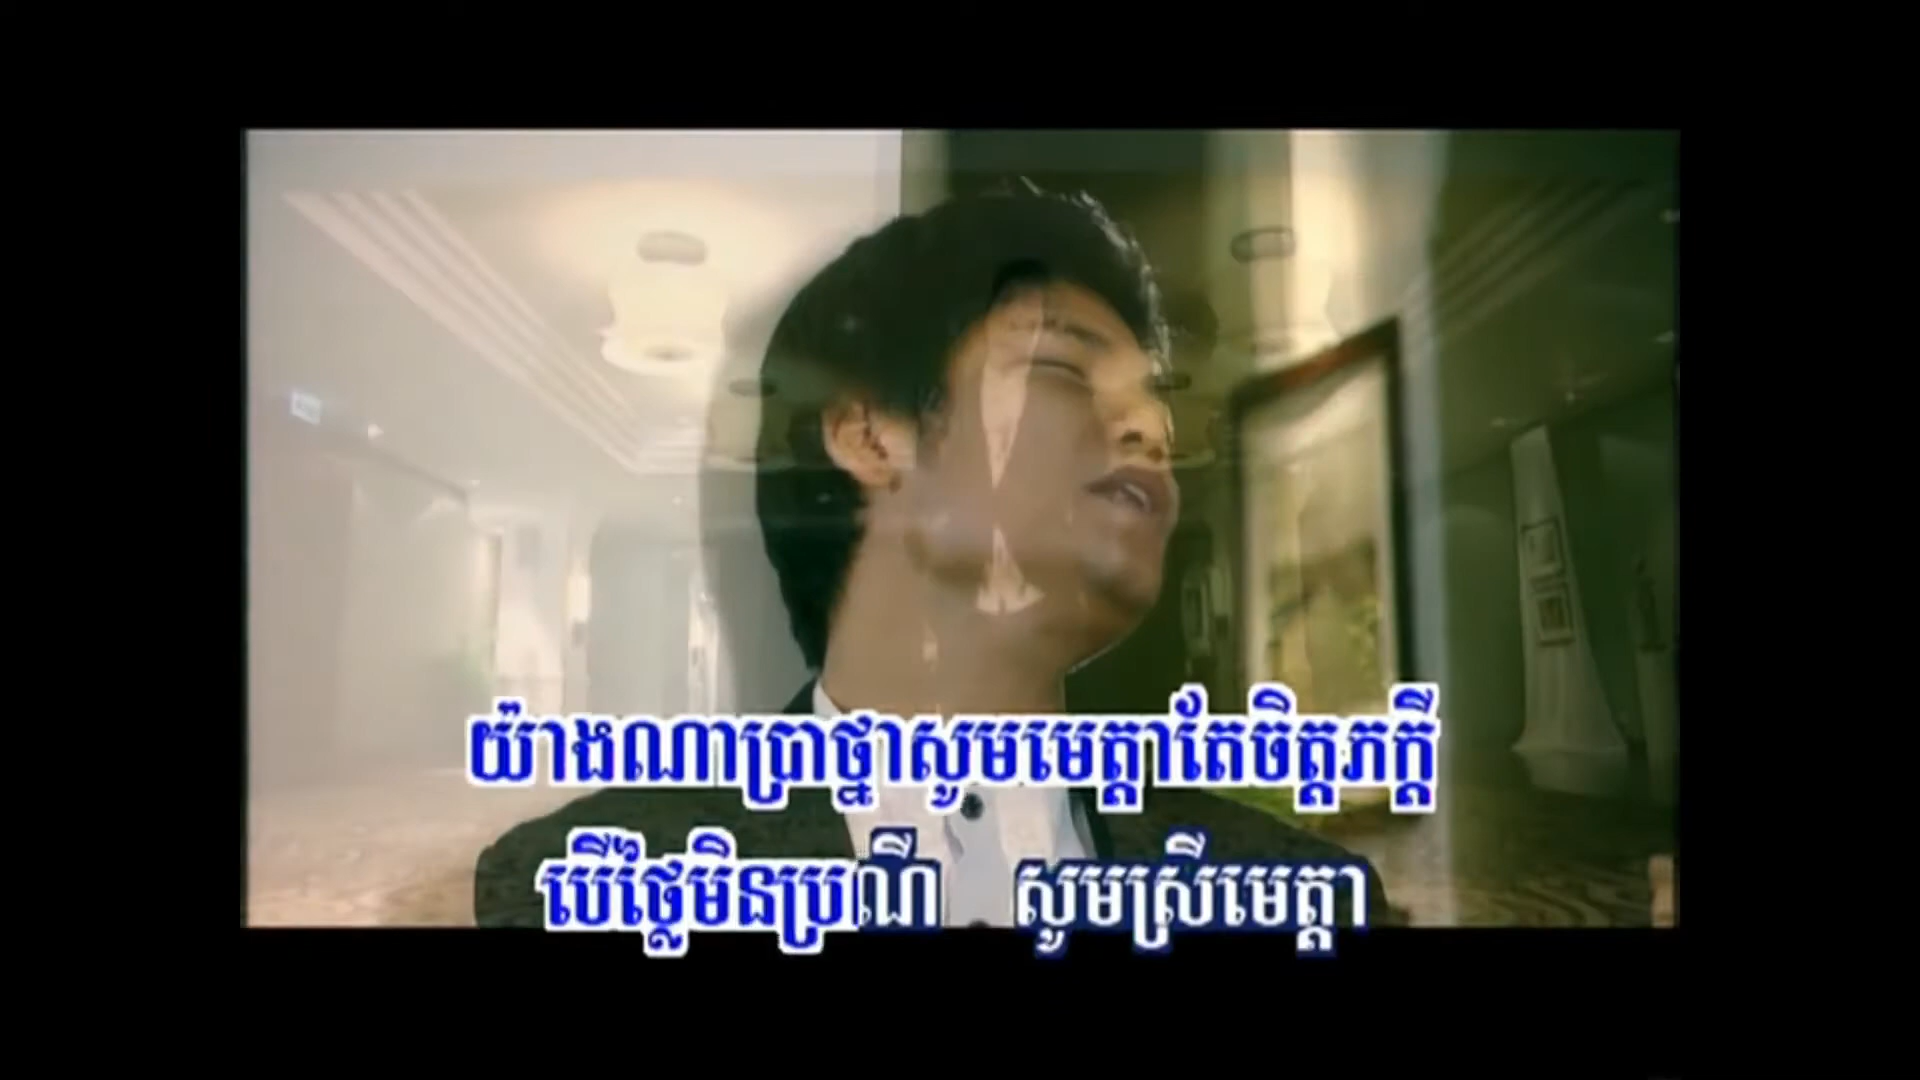 យ៉ាងណាប្រាថ្នាសូមមេត្តាតែចិត្តភក្តី
បើថ្លៃមិនប្រណី សូមស្រីមេត្តា